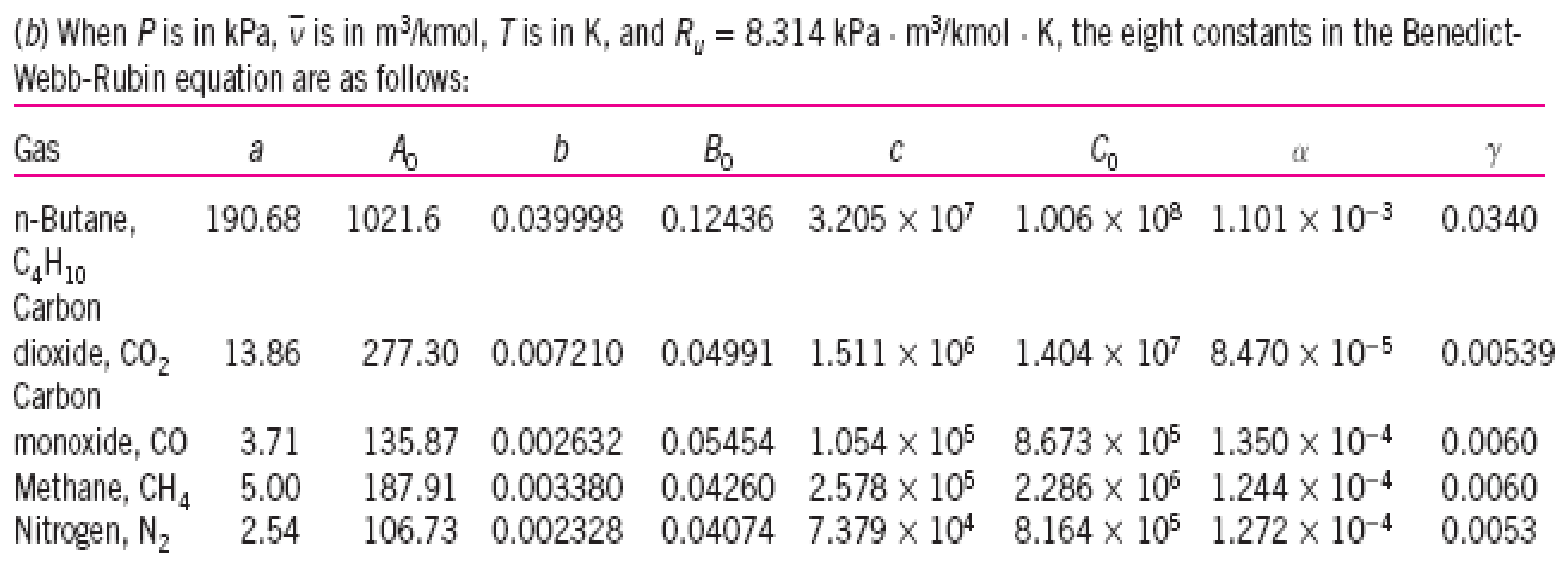 (b) When P is in kPa, v̅ is in m³/kmol, T is in K, and Rᵤ = 8.314 kPa · m³/kmol · K, the eight constants in the Benedict-
Webb-Rubin equation are as follows:
Gas a A₀ b B₀ c C₀ α γ
n-Butane, 190.68 1021.6 0.039998 0.12436 3.205 × 10⁷ 1.006 × 10⁸ 1.101 × 10⁻³ 0.0340
C₄H₁₀
Carbon
dioxide, CO₂ 13.86 277.30 0.007210 0.04991 1.511 × 10⁶ 1.404 × 10⁷ 8.470 × 10⁻⁵ 0.00539
Carbon
monoxide, CO 3.71 135.87 0.002632 0.05454 1.054 × 10⁵ 8.673 × 10⁵ 1.350 × 10⁻⁴ 0.0060
Methane, CH₄ 5.00 187.91 0.003380 0.04260 2.578 × 10⁵ 2.286 × 10⁶ 1.244 × 10⁻⁴ 0.0060
Nitrogen, N₂ 2.54 106.73 0.002328 0.04074 7.379 × 10⁴ 8.164 × 10⁵ 1.272 × 10⁻⁴ 0.0053